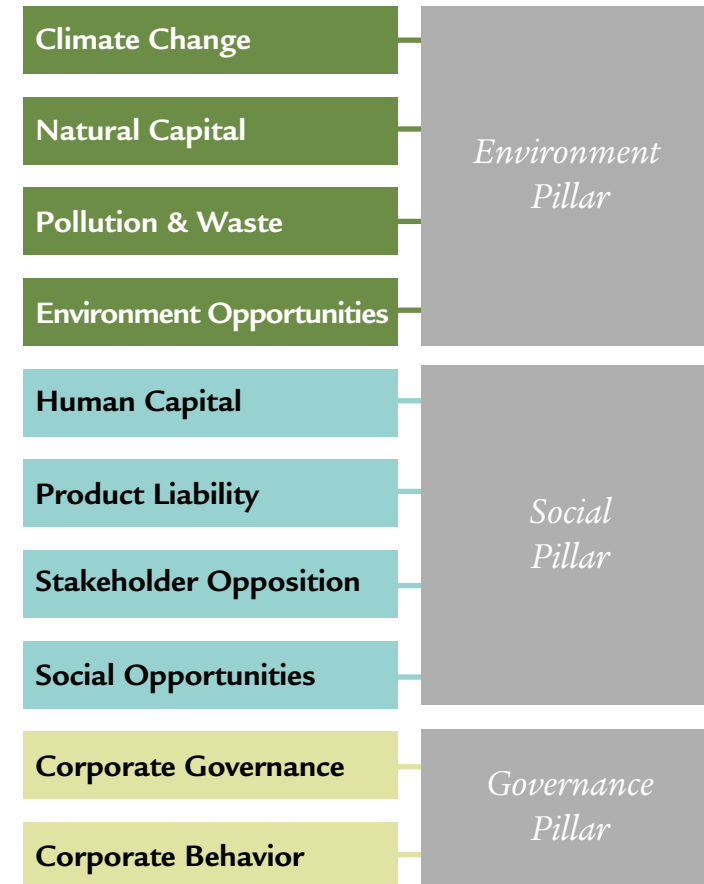 Climate Change
Natural Capital
Environment
Pillar
Pollution & Waste
Environment Opportunities
Human Capital
Product Liability
Social
Pillar
Stakeholder Opposition
Social Opportunities
Corporate Governance
Governance
Pillar
Corporate Behavior